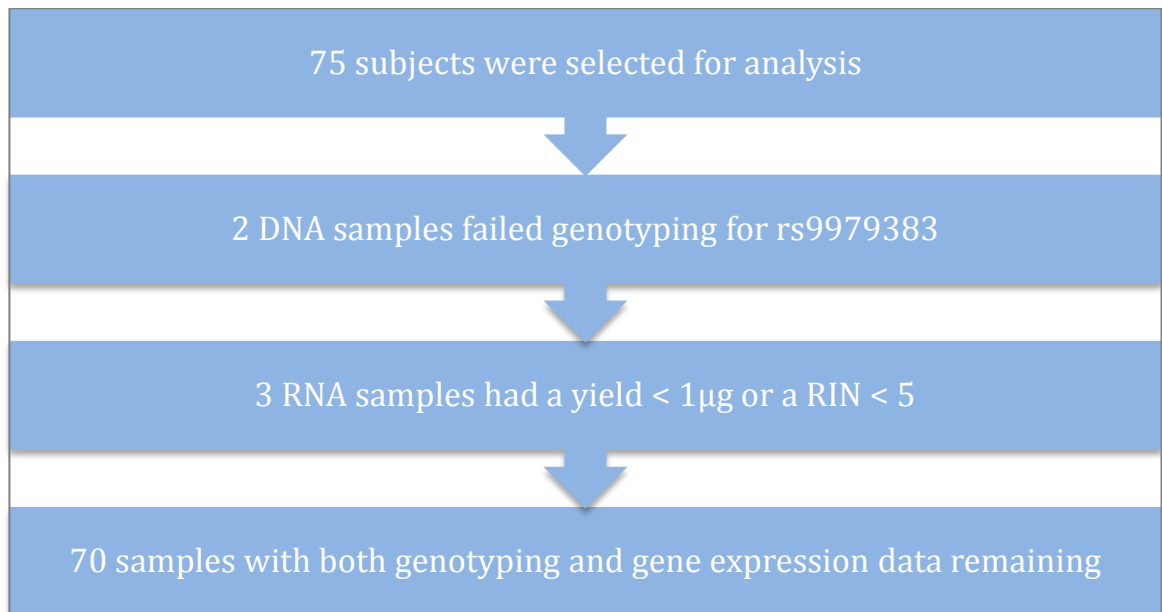 75 subjects were selected for analysis
2 DNA samples failed genotyping for rs9979383
3 RNA samples had a yield < 1μg or a RIN < 5
70 samples with both genotyping and gene expression data remaining